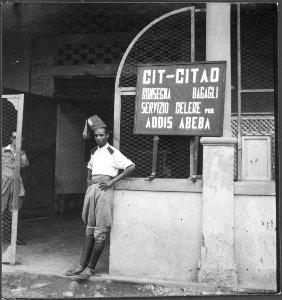 CIT-CITAO
CONSEGNA BAGAGLI
SERVIZIO CELERE PER
ADDIS ABEBA